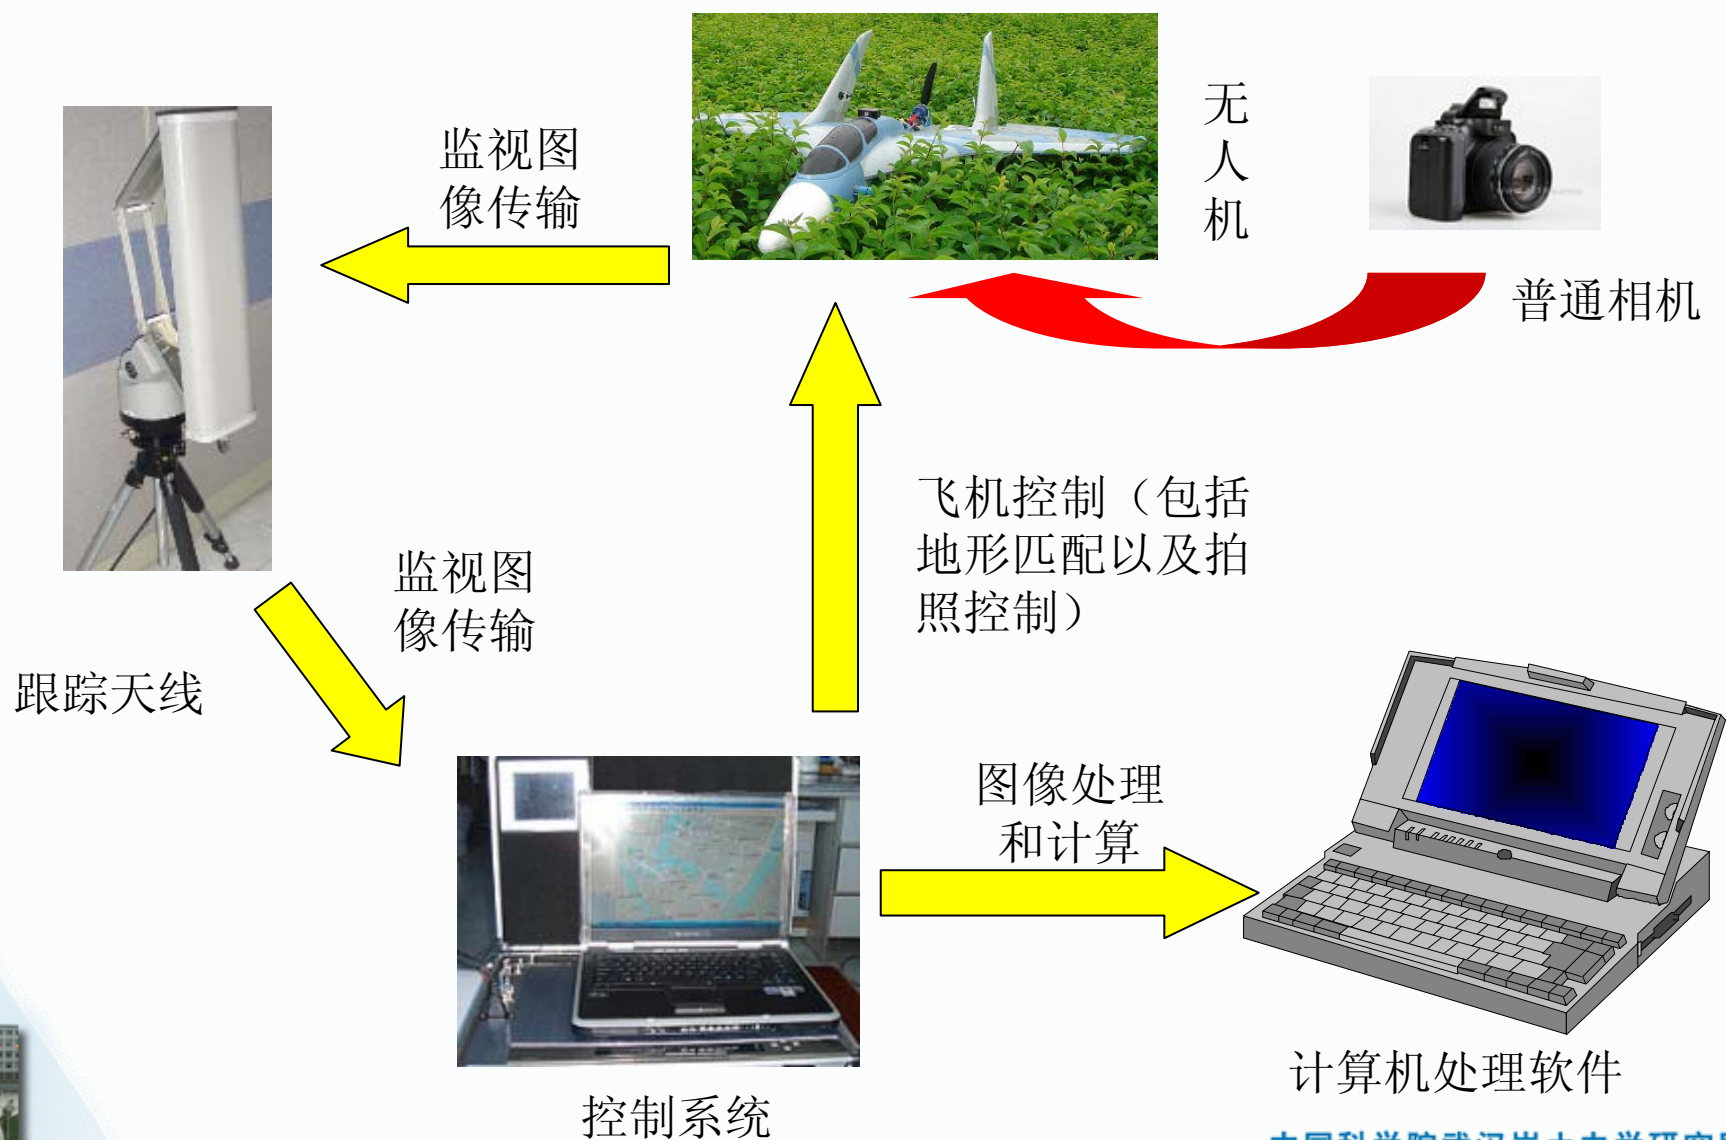 无
人
机
监视图
像传输
普通相机
飞机控制（包括
地形匹配以及拍
照控制）
监视图
像传输
跟踪天线
图像处理
和计算
计算机处理软件
控制系统